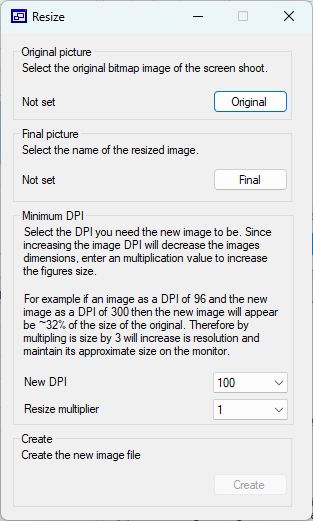 Resize
Original picture
Select the original bitmap image of the screen shoot.
Not set
Original
Final picture
Select the name of the resized image.
Not set
Final
Minimum DPI
Select the DPI you need the new image to be. Since
increasing the image DPI will decrease the images
dimensions, enter an multiplication value to increase
the figures size.
For example if an image as a DPI of 96 and the new
image as a DPI of 300 then the new image will appear
be ~32% of the size of the original. Therefore by
multipling is size by 3 will increase is resolution and
maintain its approximate size on the monitor.
New DPI
100
Resize multiplier
1
Create
Create the new image file
Create